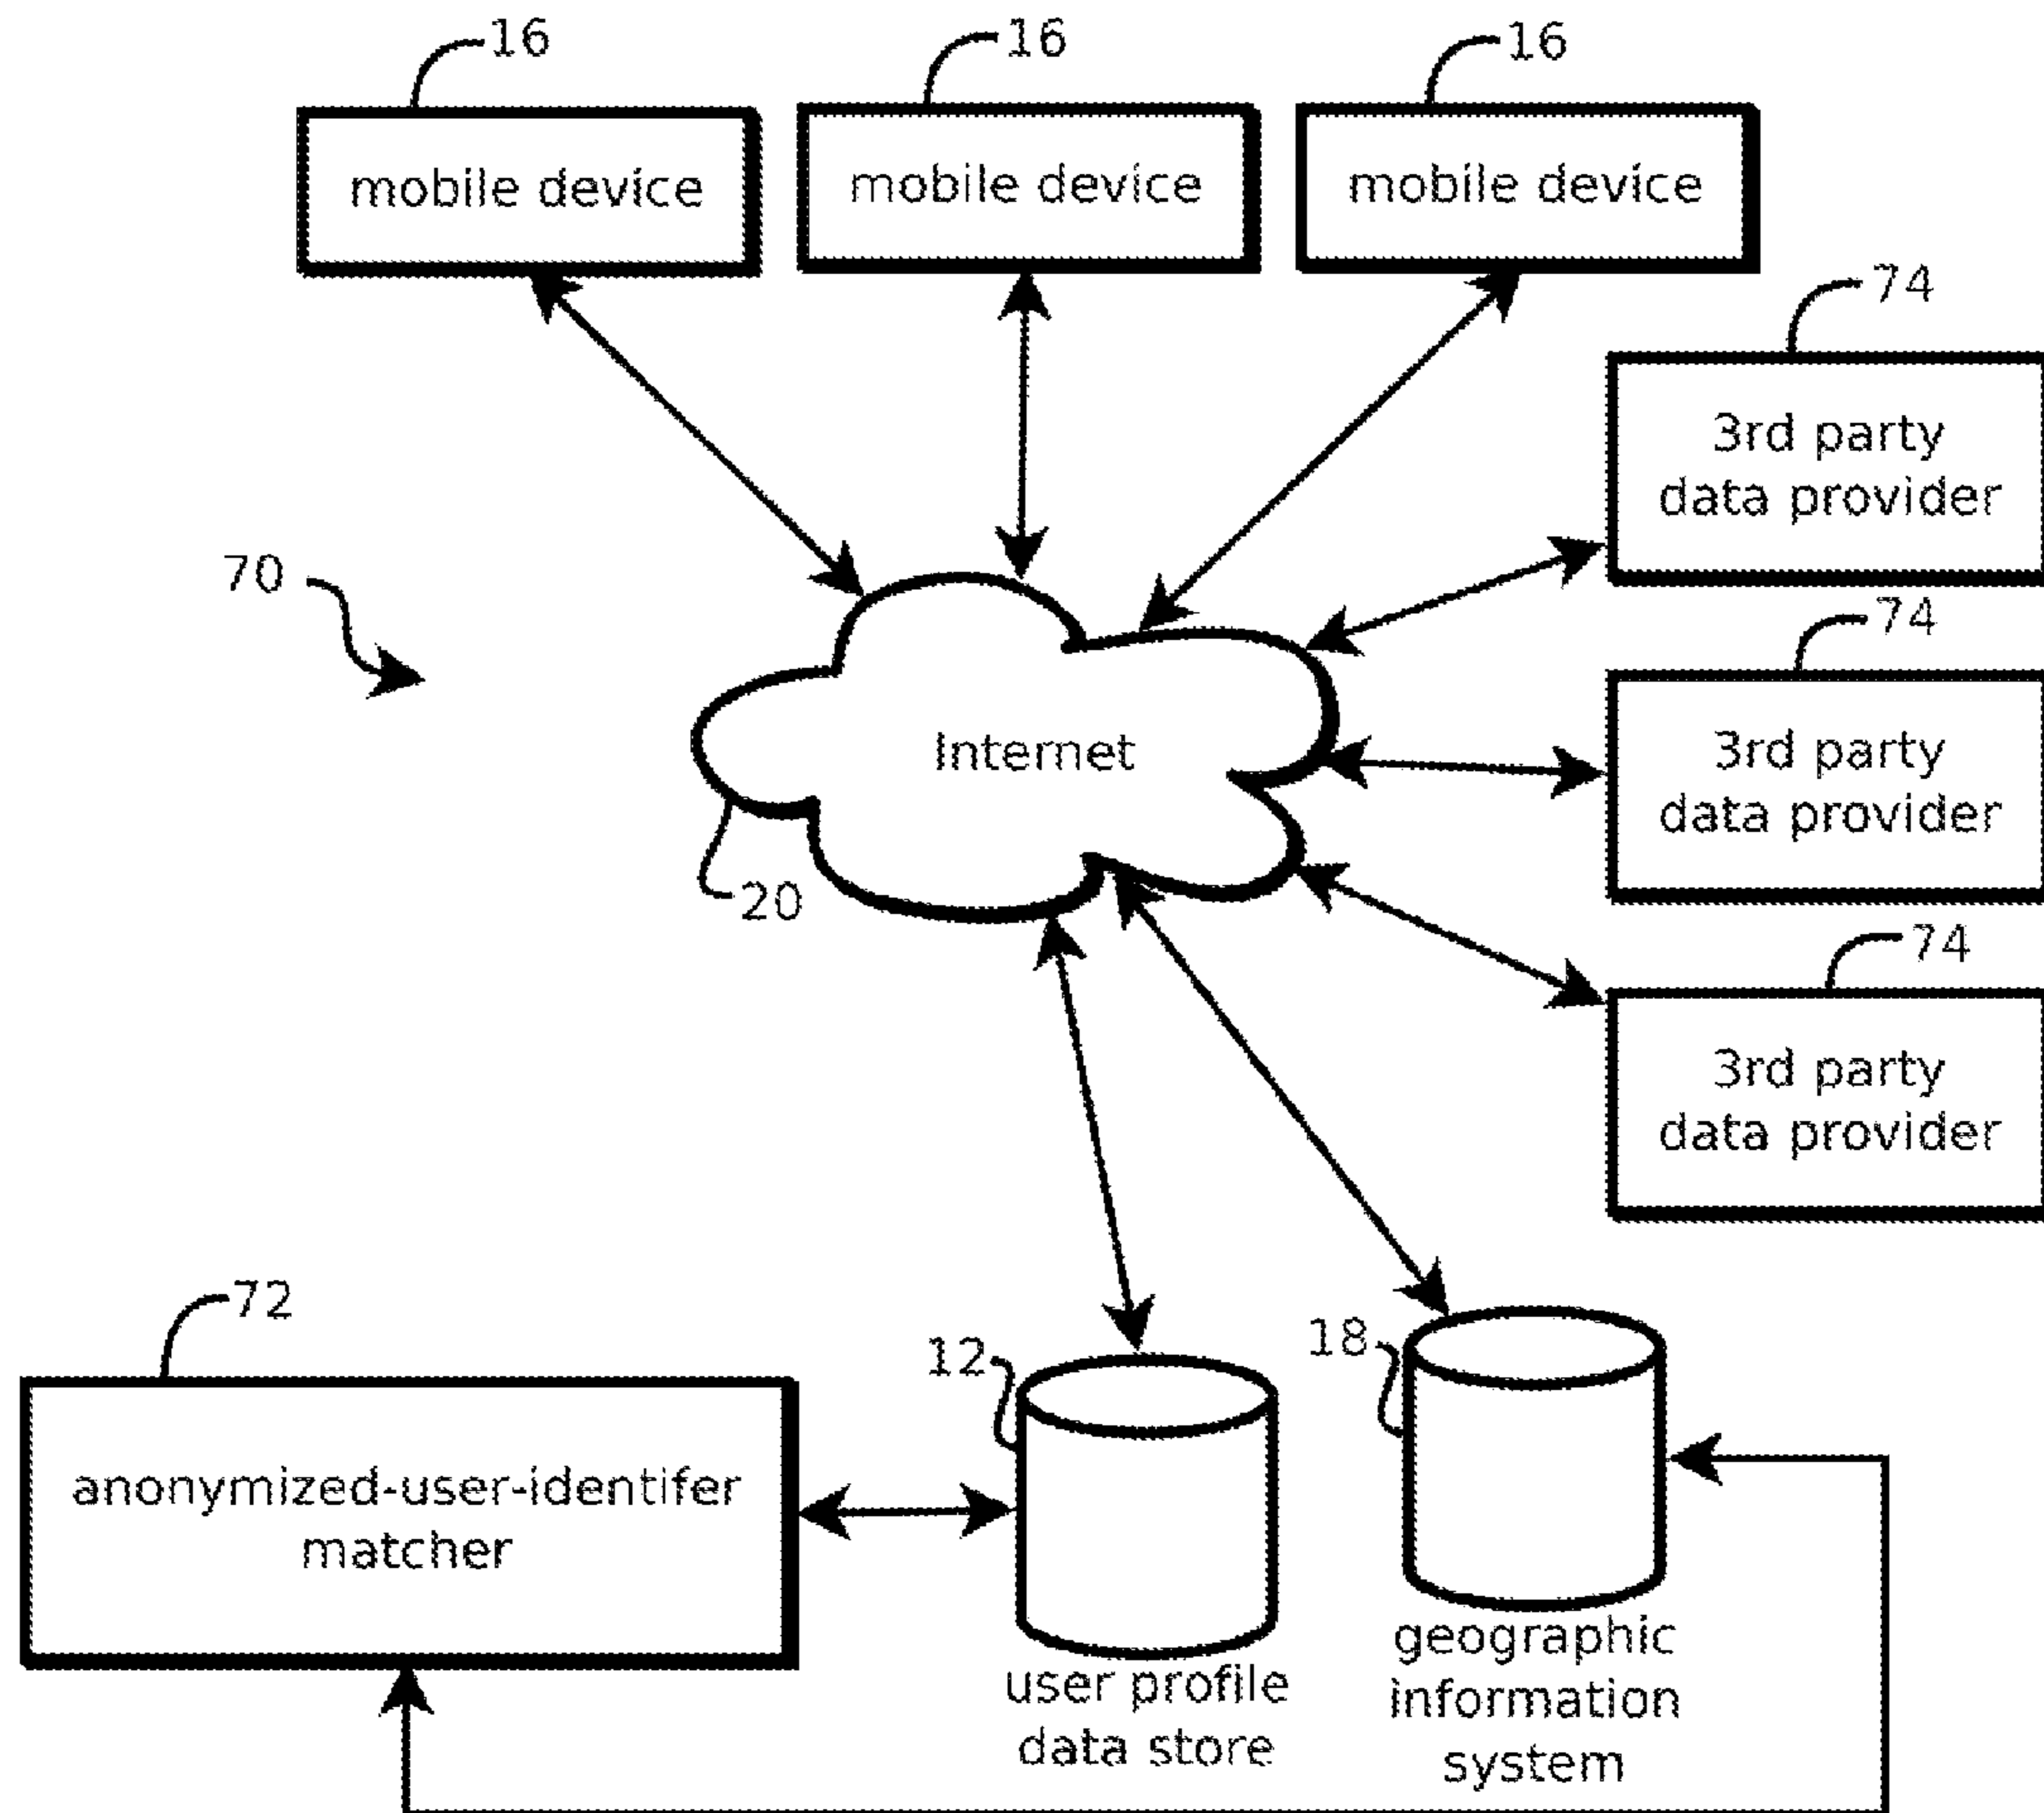 16
16
16
mobile device
mobile device
mobile device
74
3rd party
data provider
70
74
Internet
3rd party
data provider
20
74
3rd party
data provider
72
12
18
anonymized-user-identifer
matcher
user profile
data store
geographic
information
system